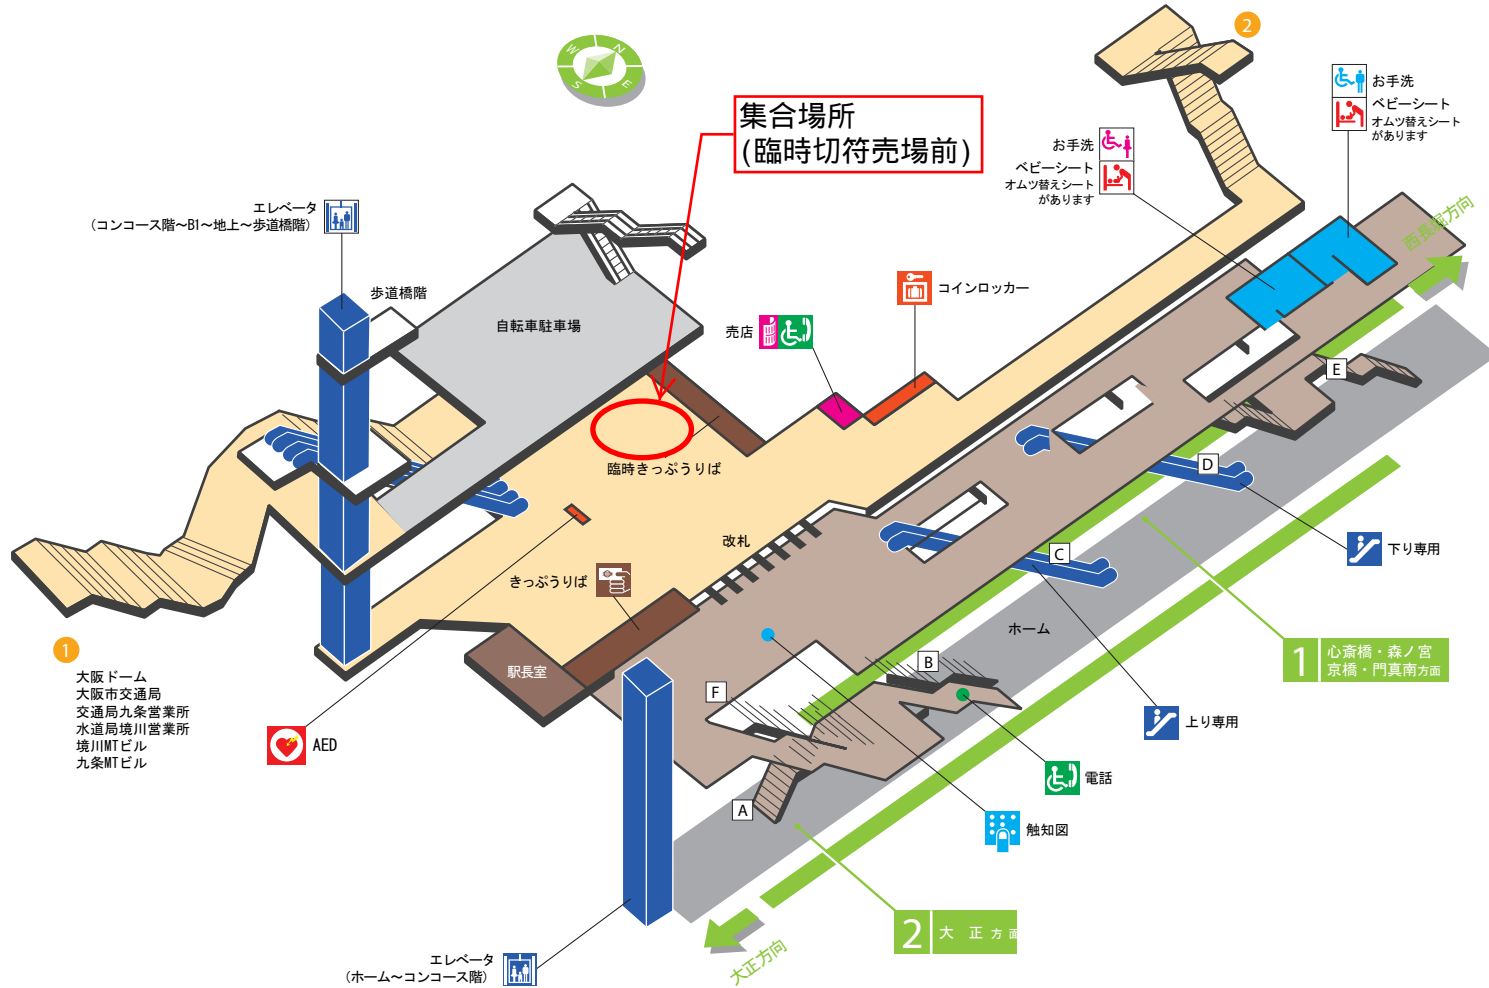 2
W
N
S
E
集合場所
(臨時切符売場前)
お手洗
ベビーシート
オムツ替えシート
があります
お手洗
ベビーシート
オムツ替えシート
があります
エレベータ
(コンコース階～B1～地上～歩道橋階)
西長堀方向
歩道橋階
自転車駐車場
コインロッカー
売店
E
臨時きっぷうりば
D
改札
C
下り専用
きっぷうりば
ホーム
1
心斎橋・森ノ宮
京橋・門真南方面
1
大阪ドーム
大阪市交通局
交通局九条営業所
水道局境川営業所
境川MTビル
九条MTビル
駅長室
B
F
上り専用
AED
電話
A
触知図
2
大正方面
大正方向
エレベータ
(ホーム～コンコース階)